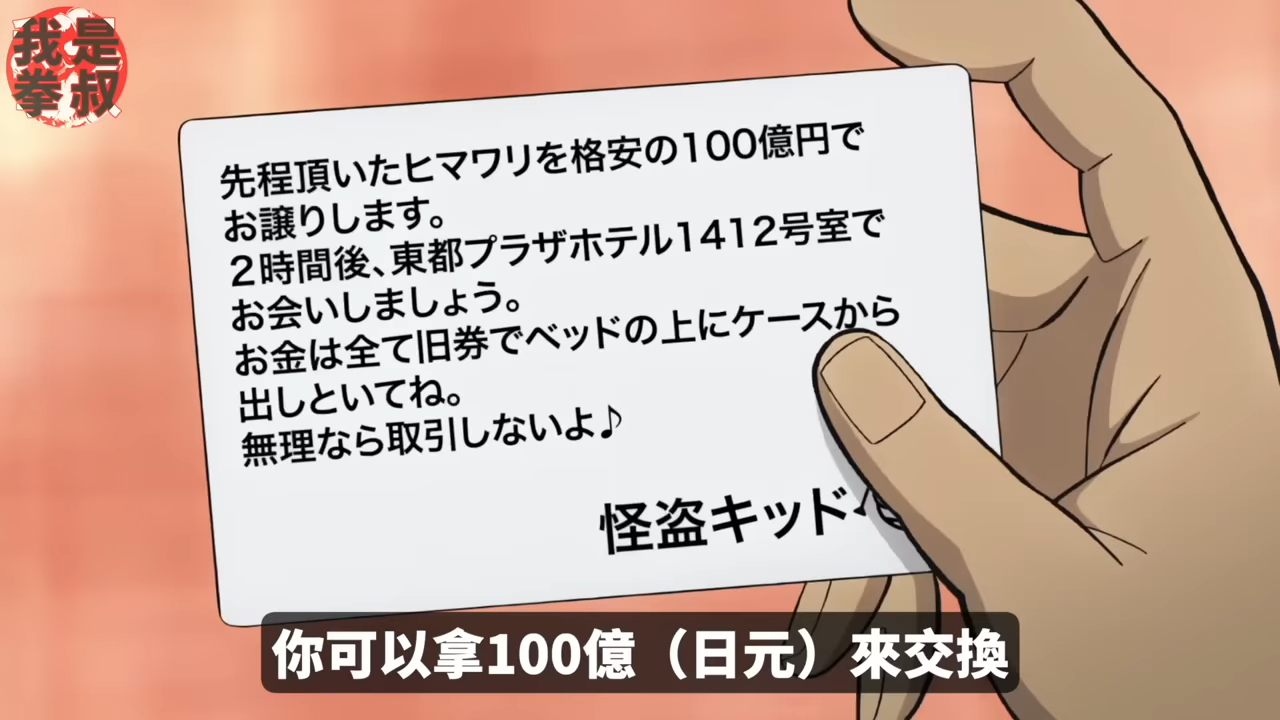 我是
拳叔
先程頂いたヒマワリを格安の100億円で
お譲りします。
２時間後、東都プラザホテル1412号室で
お会いしましょう。
お金は全て旧券でベッドの上にケースから
出しといてね。
無理なら取引しないよ♪
怪盗キッド
你可以拿100億（日元）來交換